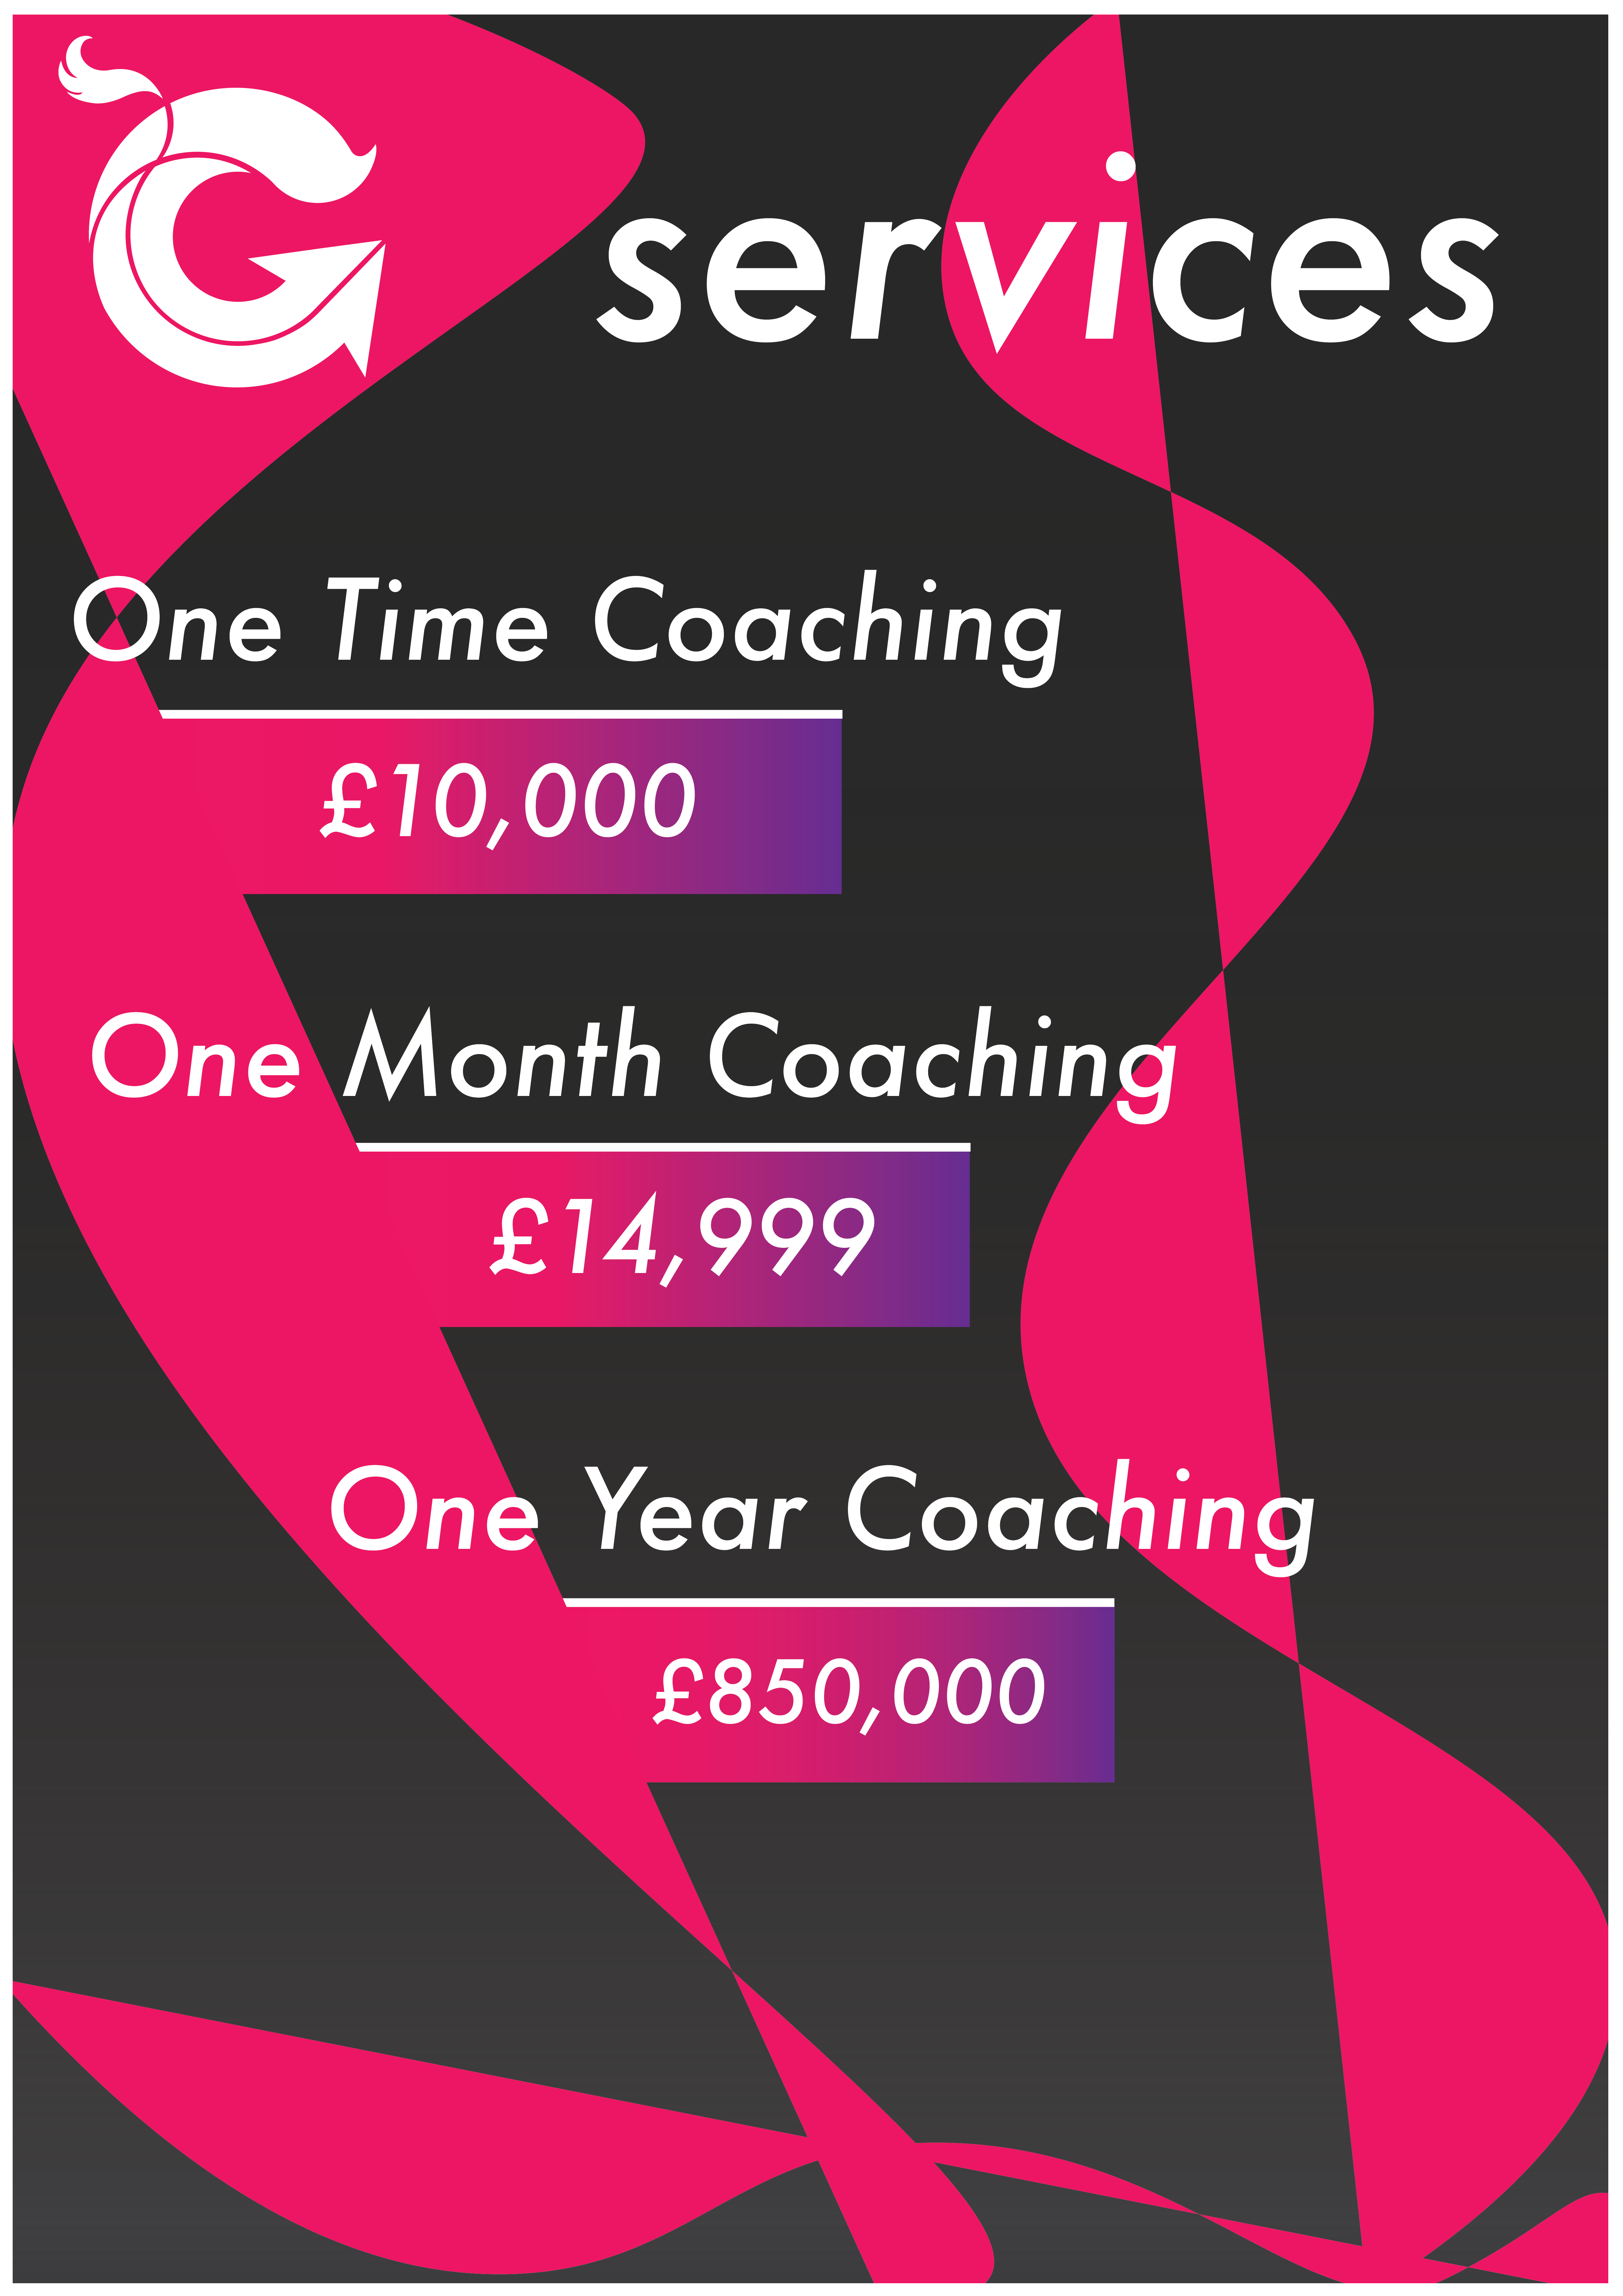 services
One Time Coaching
£10,000
One Month Coaching
£14,999
One Year Coaching
£850,000